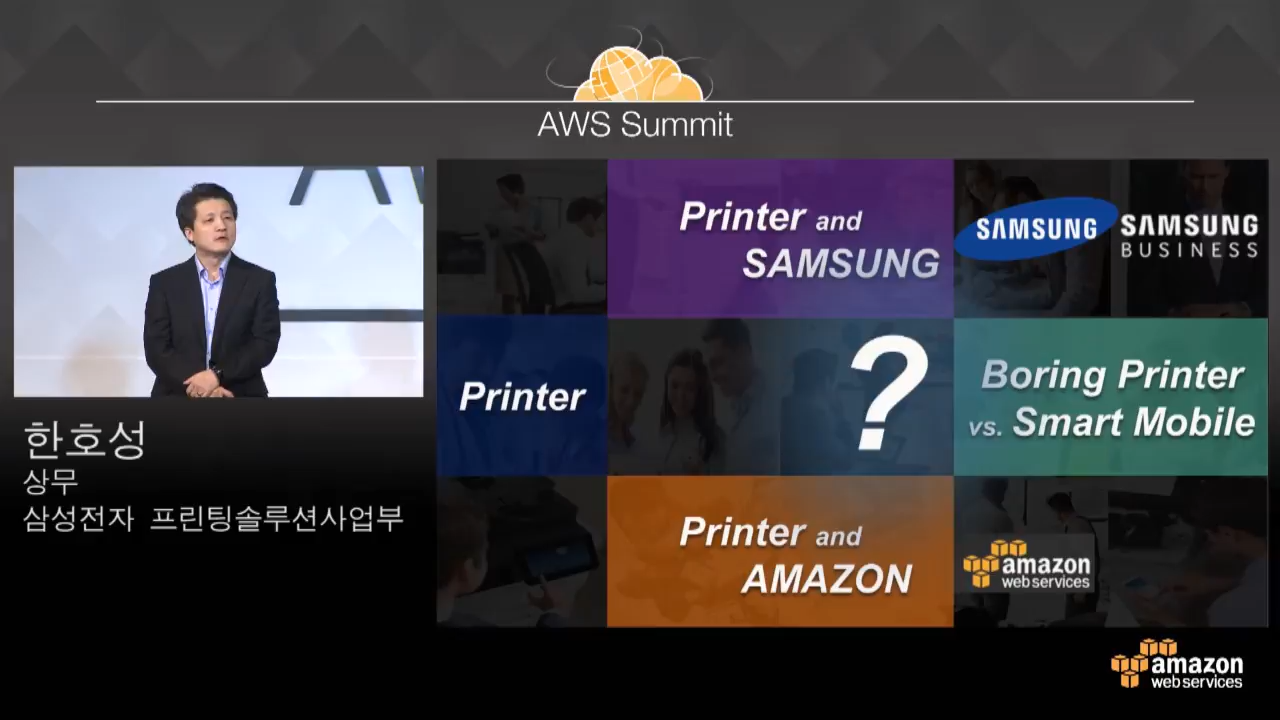 AWS Summit
AW
한호성
상무
삼성전자 프린팅솔루션사업부
Printer and
SAMSUNG
SAMSUNG
SAMSUNG
BUSINESS
Printer
?
Boring Printer
vs. Smart Mobile
Printer and
AMAZON
amazon
web services
amazon
web services